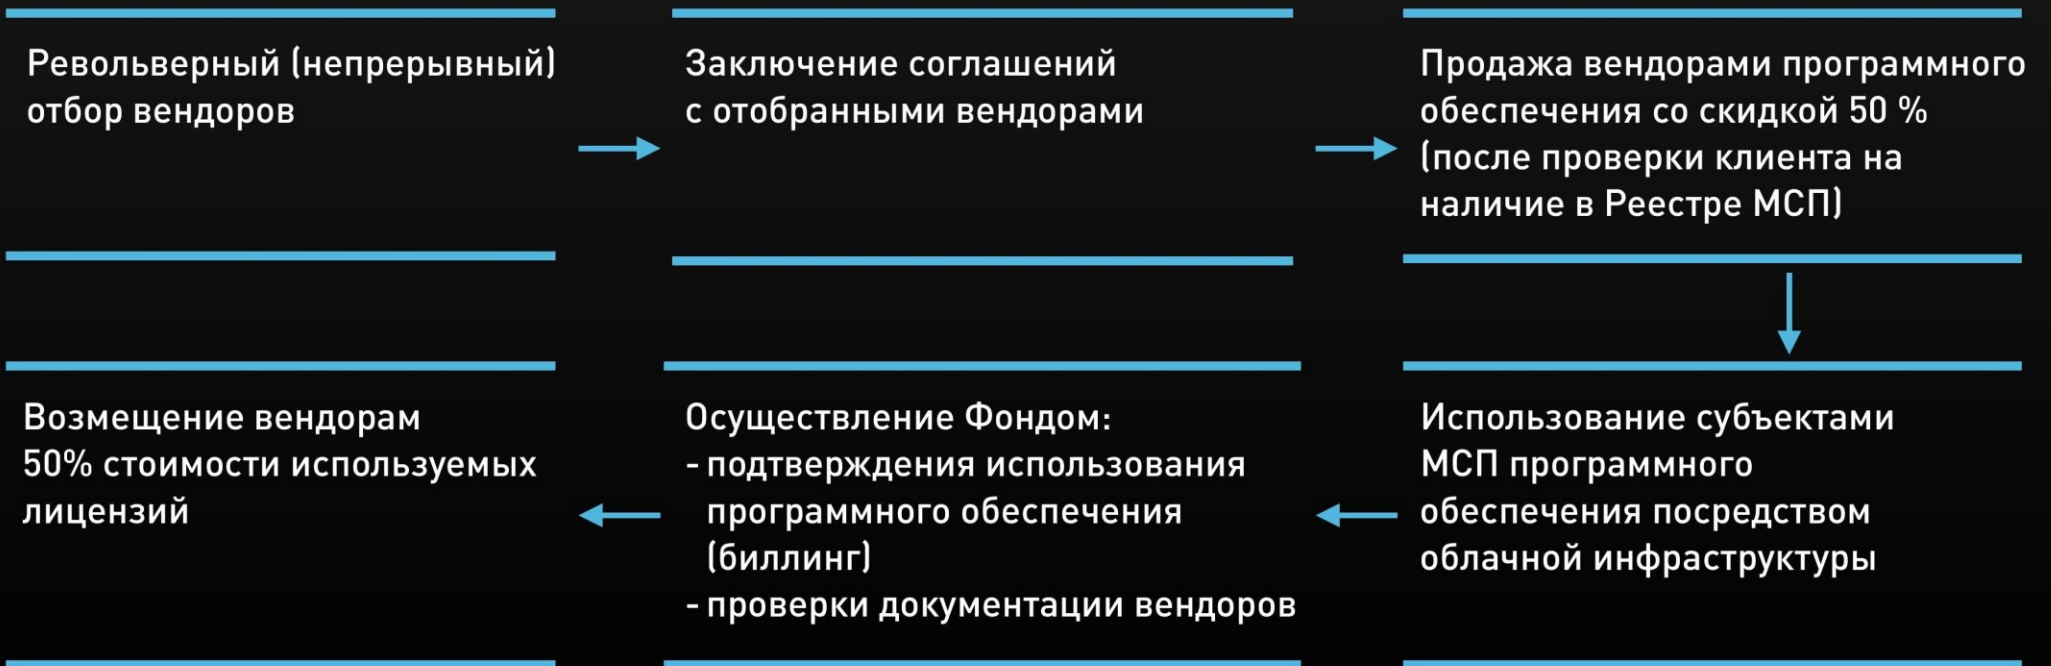 Револьверный (непрерывный)
отбор вендоров
Заключение соглашений
с отобранными вендорами
Продажа вендорами программного
обеспечения со скидкой 50 %
(после проверки клиента на
наличие в Реестре МСП)
Использование субъектами
МСП программного
обеспечения посредством
облачной инфраструктуры
Осуществление Фондом:
- подтверждения использования
программного обеспечения
(биллинг)
- проверки документации вендоров
Возмещение вендорам
50% стоимости используемых
лицензий